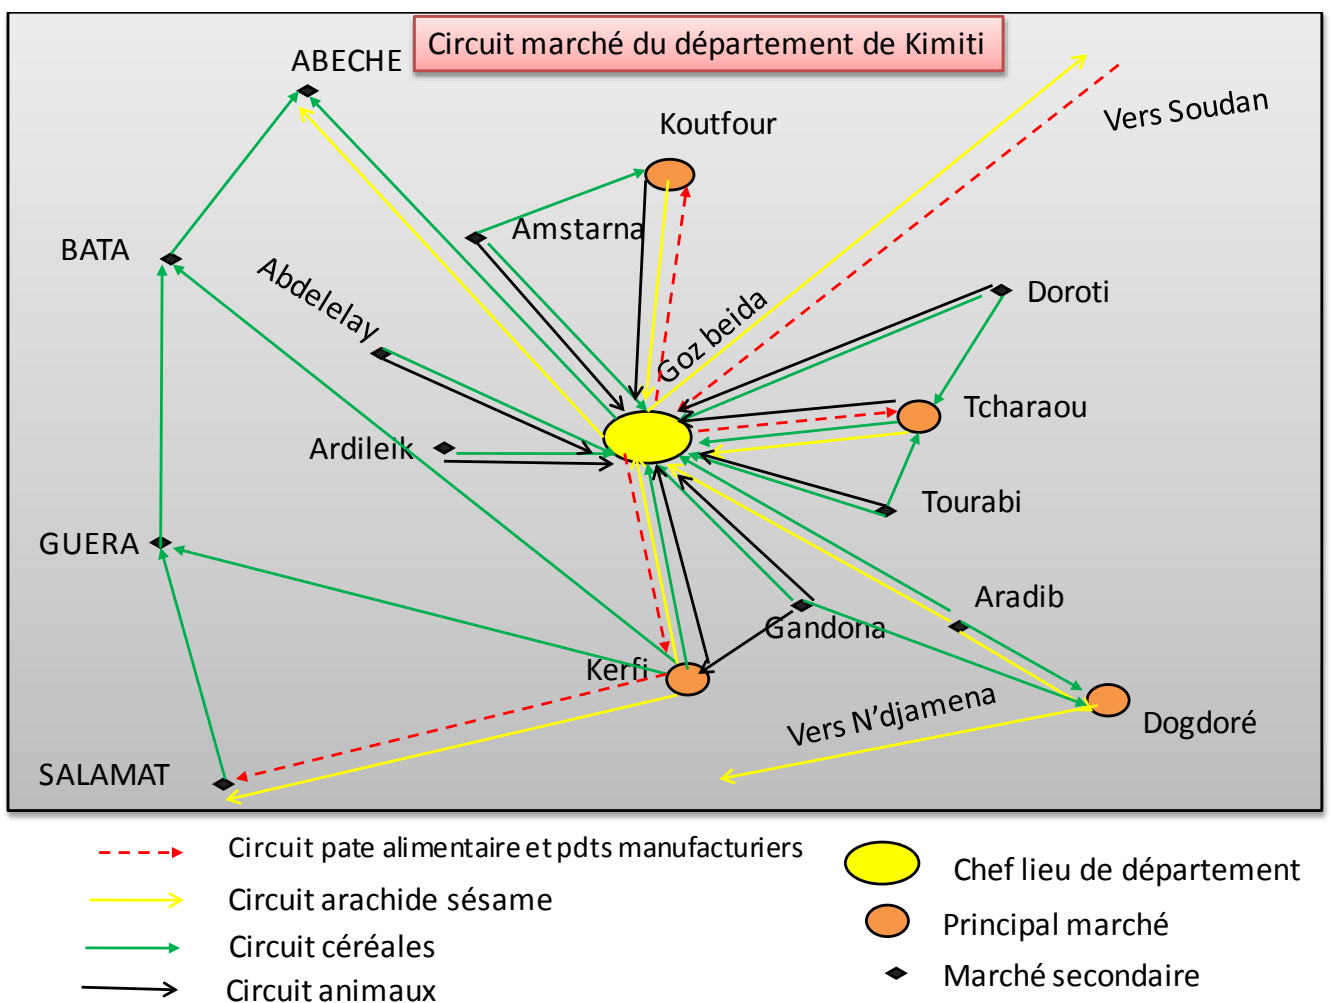 Circuit marché du département de Kimiti
ABECHE
Vers Soudan
Koutfour
Amstarna
BATA
Abdelelay
Goz beida
Doroti
Tcharaou
Ardileik
Tourabi
GUERA
Aradib
Gandona
Kerfi
Vers N'djamena
Dogdoré
SALAMAT
Circuit pate alimentaire et pdts manufacturiers
Circuit arachide sésame
Circuit céréales
Circuit animaux
Chef lieu de département
Principal marché
Marché secondaire